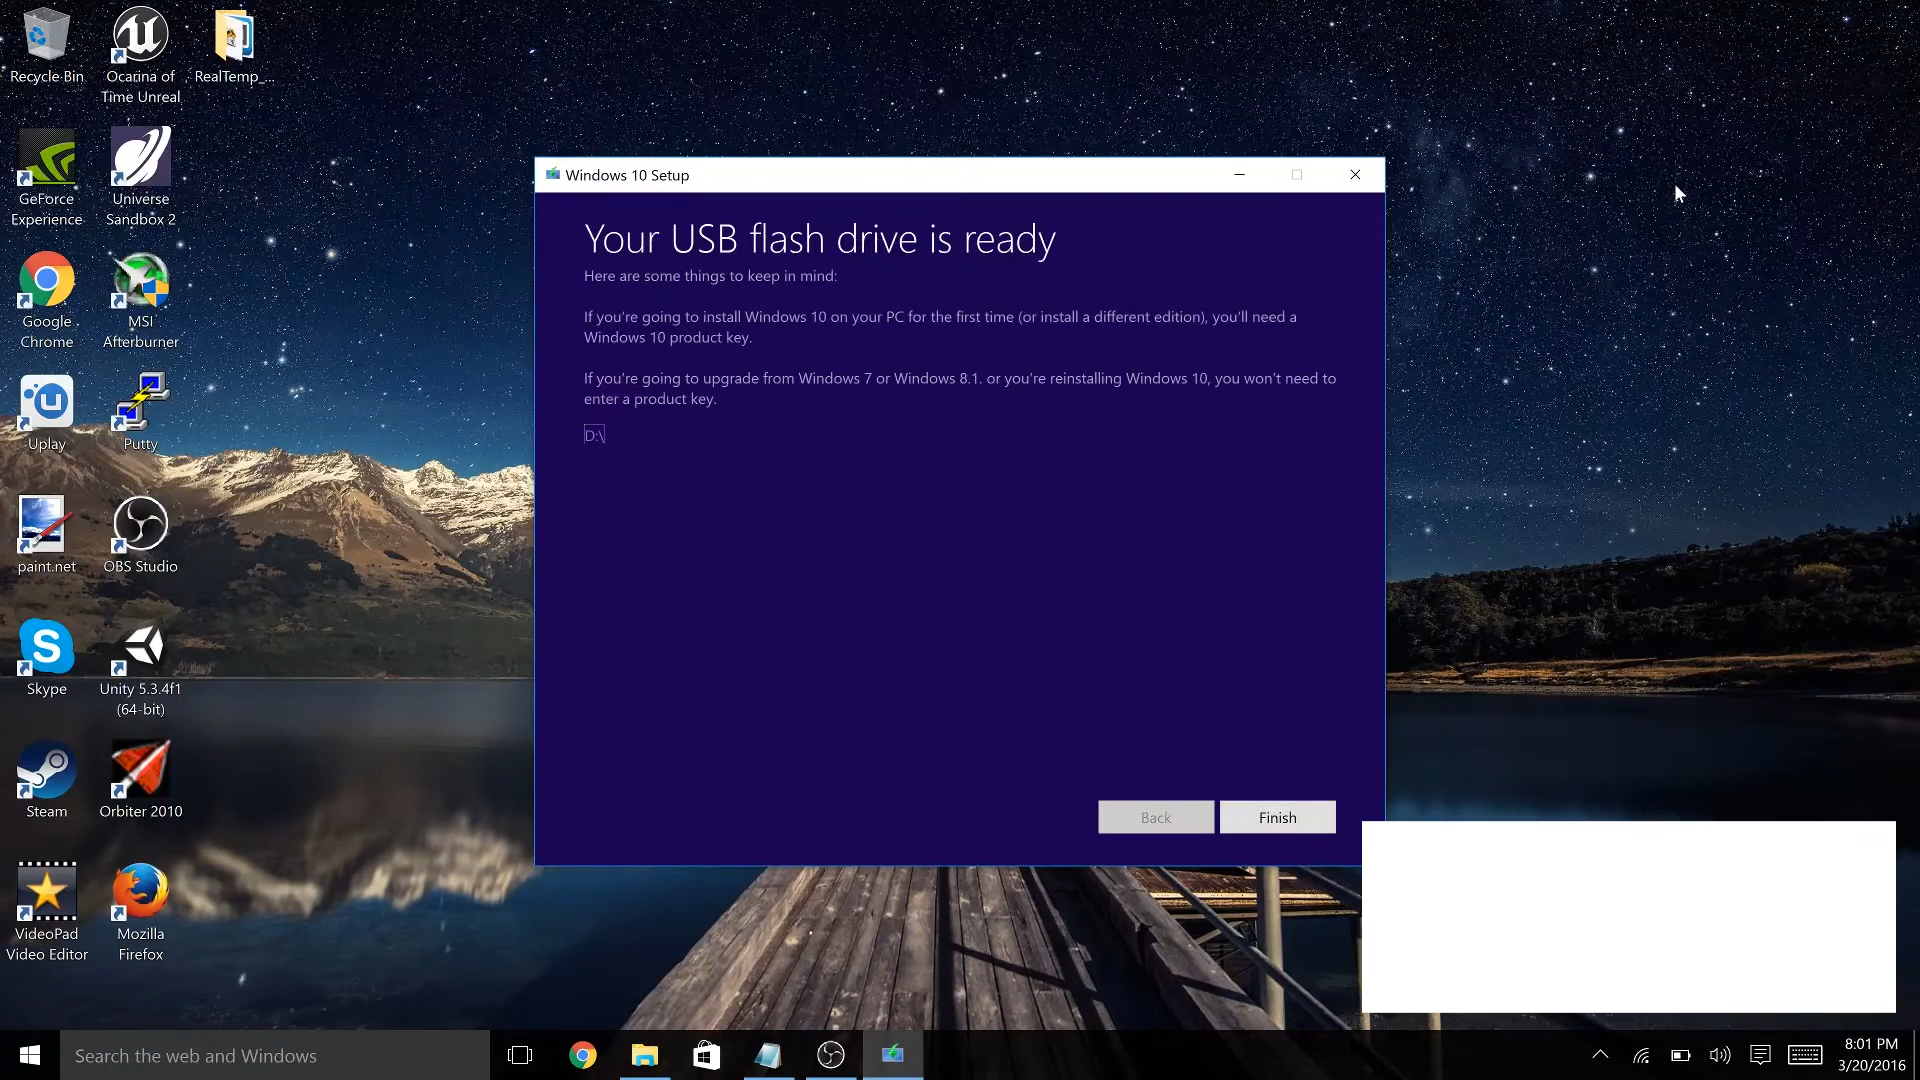 Recycle Bin
Ocarina of
Time Unreal
RealTemp_...
GeForce
Experience
Universe
Sandbox 2
Google
Chrome
MSI
Afterburner
Uplay
Putty
paint.net
OBS Studio
Skype
Unity 5.3.4f1
(64-bit)
Steam
Orbiter 2010
VideoPad
Video Editor
Mozilla
Firefox
Windows 10 Setup
Your USB flash drive is ready
Here are some things to keep in mind:
If you're going to install Windows 10 on your PC for the first time (or install a different edition), you'll need a
Windows 10 product key.
If you're going to upgrade from Windows 7 or Windows 8.1. or you're reinstalling Windows 10, you won't need to
enter a product key.
D:\
Back
Finish
Search the web and Windows
8:01 PM
3/20/2016